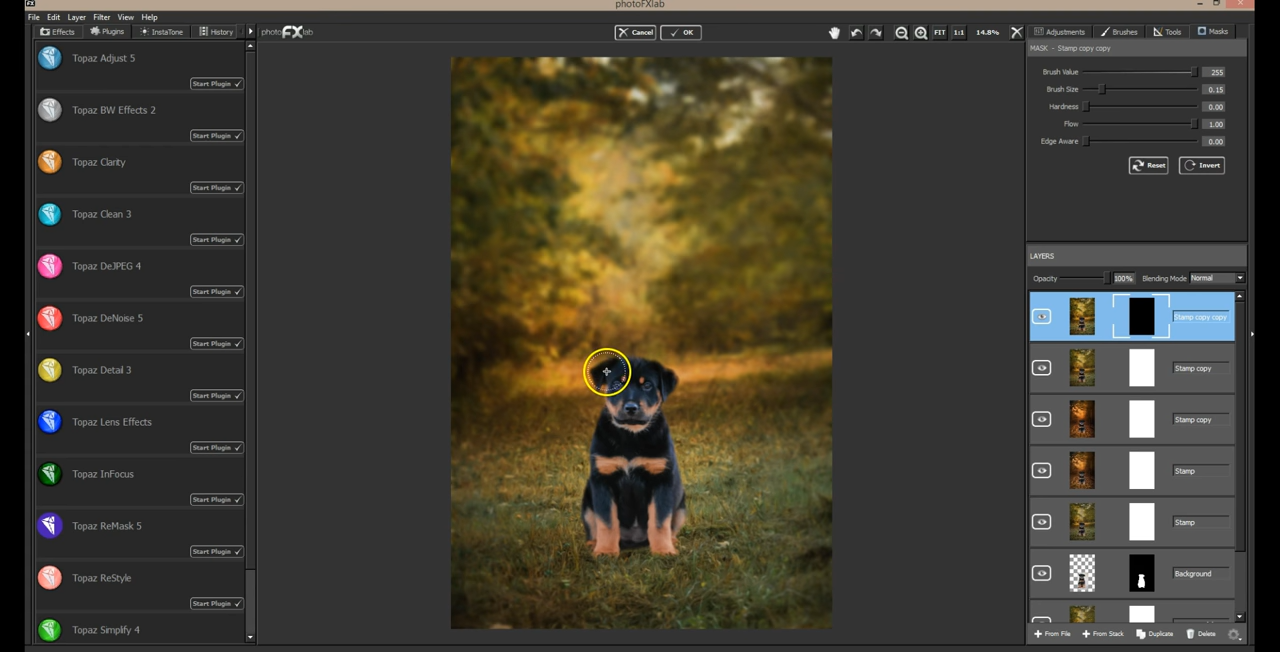 FX
photoFXlab
File Edit Layer Filter View Help
Effects Plugins InstaTone History
photoFXlab
Cancel OK
FIT 1:1 14.8%
Adjustments Brushes Tools Masks
Topaz Adjust 5
Start Plugin
Topaz BW Effects 2
Start Plugin
Topaz Clarity
Start Plugin
Topaz Clean 3
Start Plugin
Topaz DeJPEG 4
Start Plugin
Topaz DeNoise 5
Start Plugin
Topaz Detail 3
Start Plugin
Topaz Lens Effects
Start Plugin
Topaz InFocus
Start Plugin
Topaz ReMask 5
Start Plugin
Topaz ReStyle
Start Plugin
Topaz Simplify 4
MASK - Stamp copy copy
Brush Value 255
Brush Size 0.15
Hardness 0.00
Flow 1.00
Edge Aware 0.00
Reset Invert
LAYERS
Opacity 100% Blending Mode Normal
Stamp copy copy
Stamp copy
Stamp copy
Stamp
Stamp
Background
From File From Stack Duplicate Delete